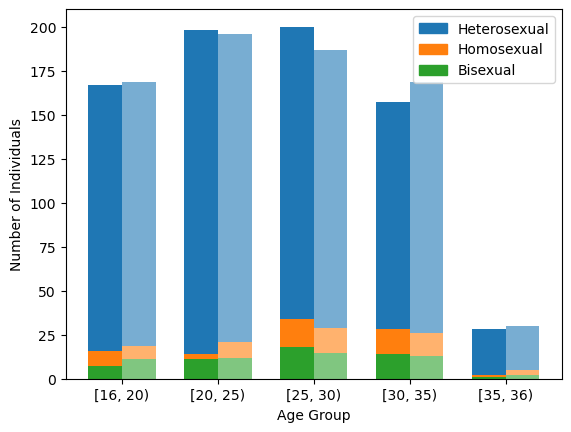 200
175
150
125
100
75
50
25
0
Number of Individuals
Heterosexual
Homosexual
Bisexual
[16, 20) [20, 25) [25, 30) [30, 35) [35, 36)
Age Group